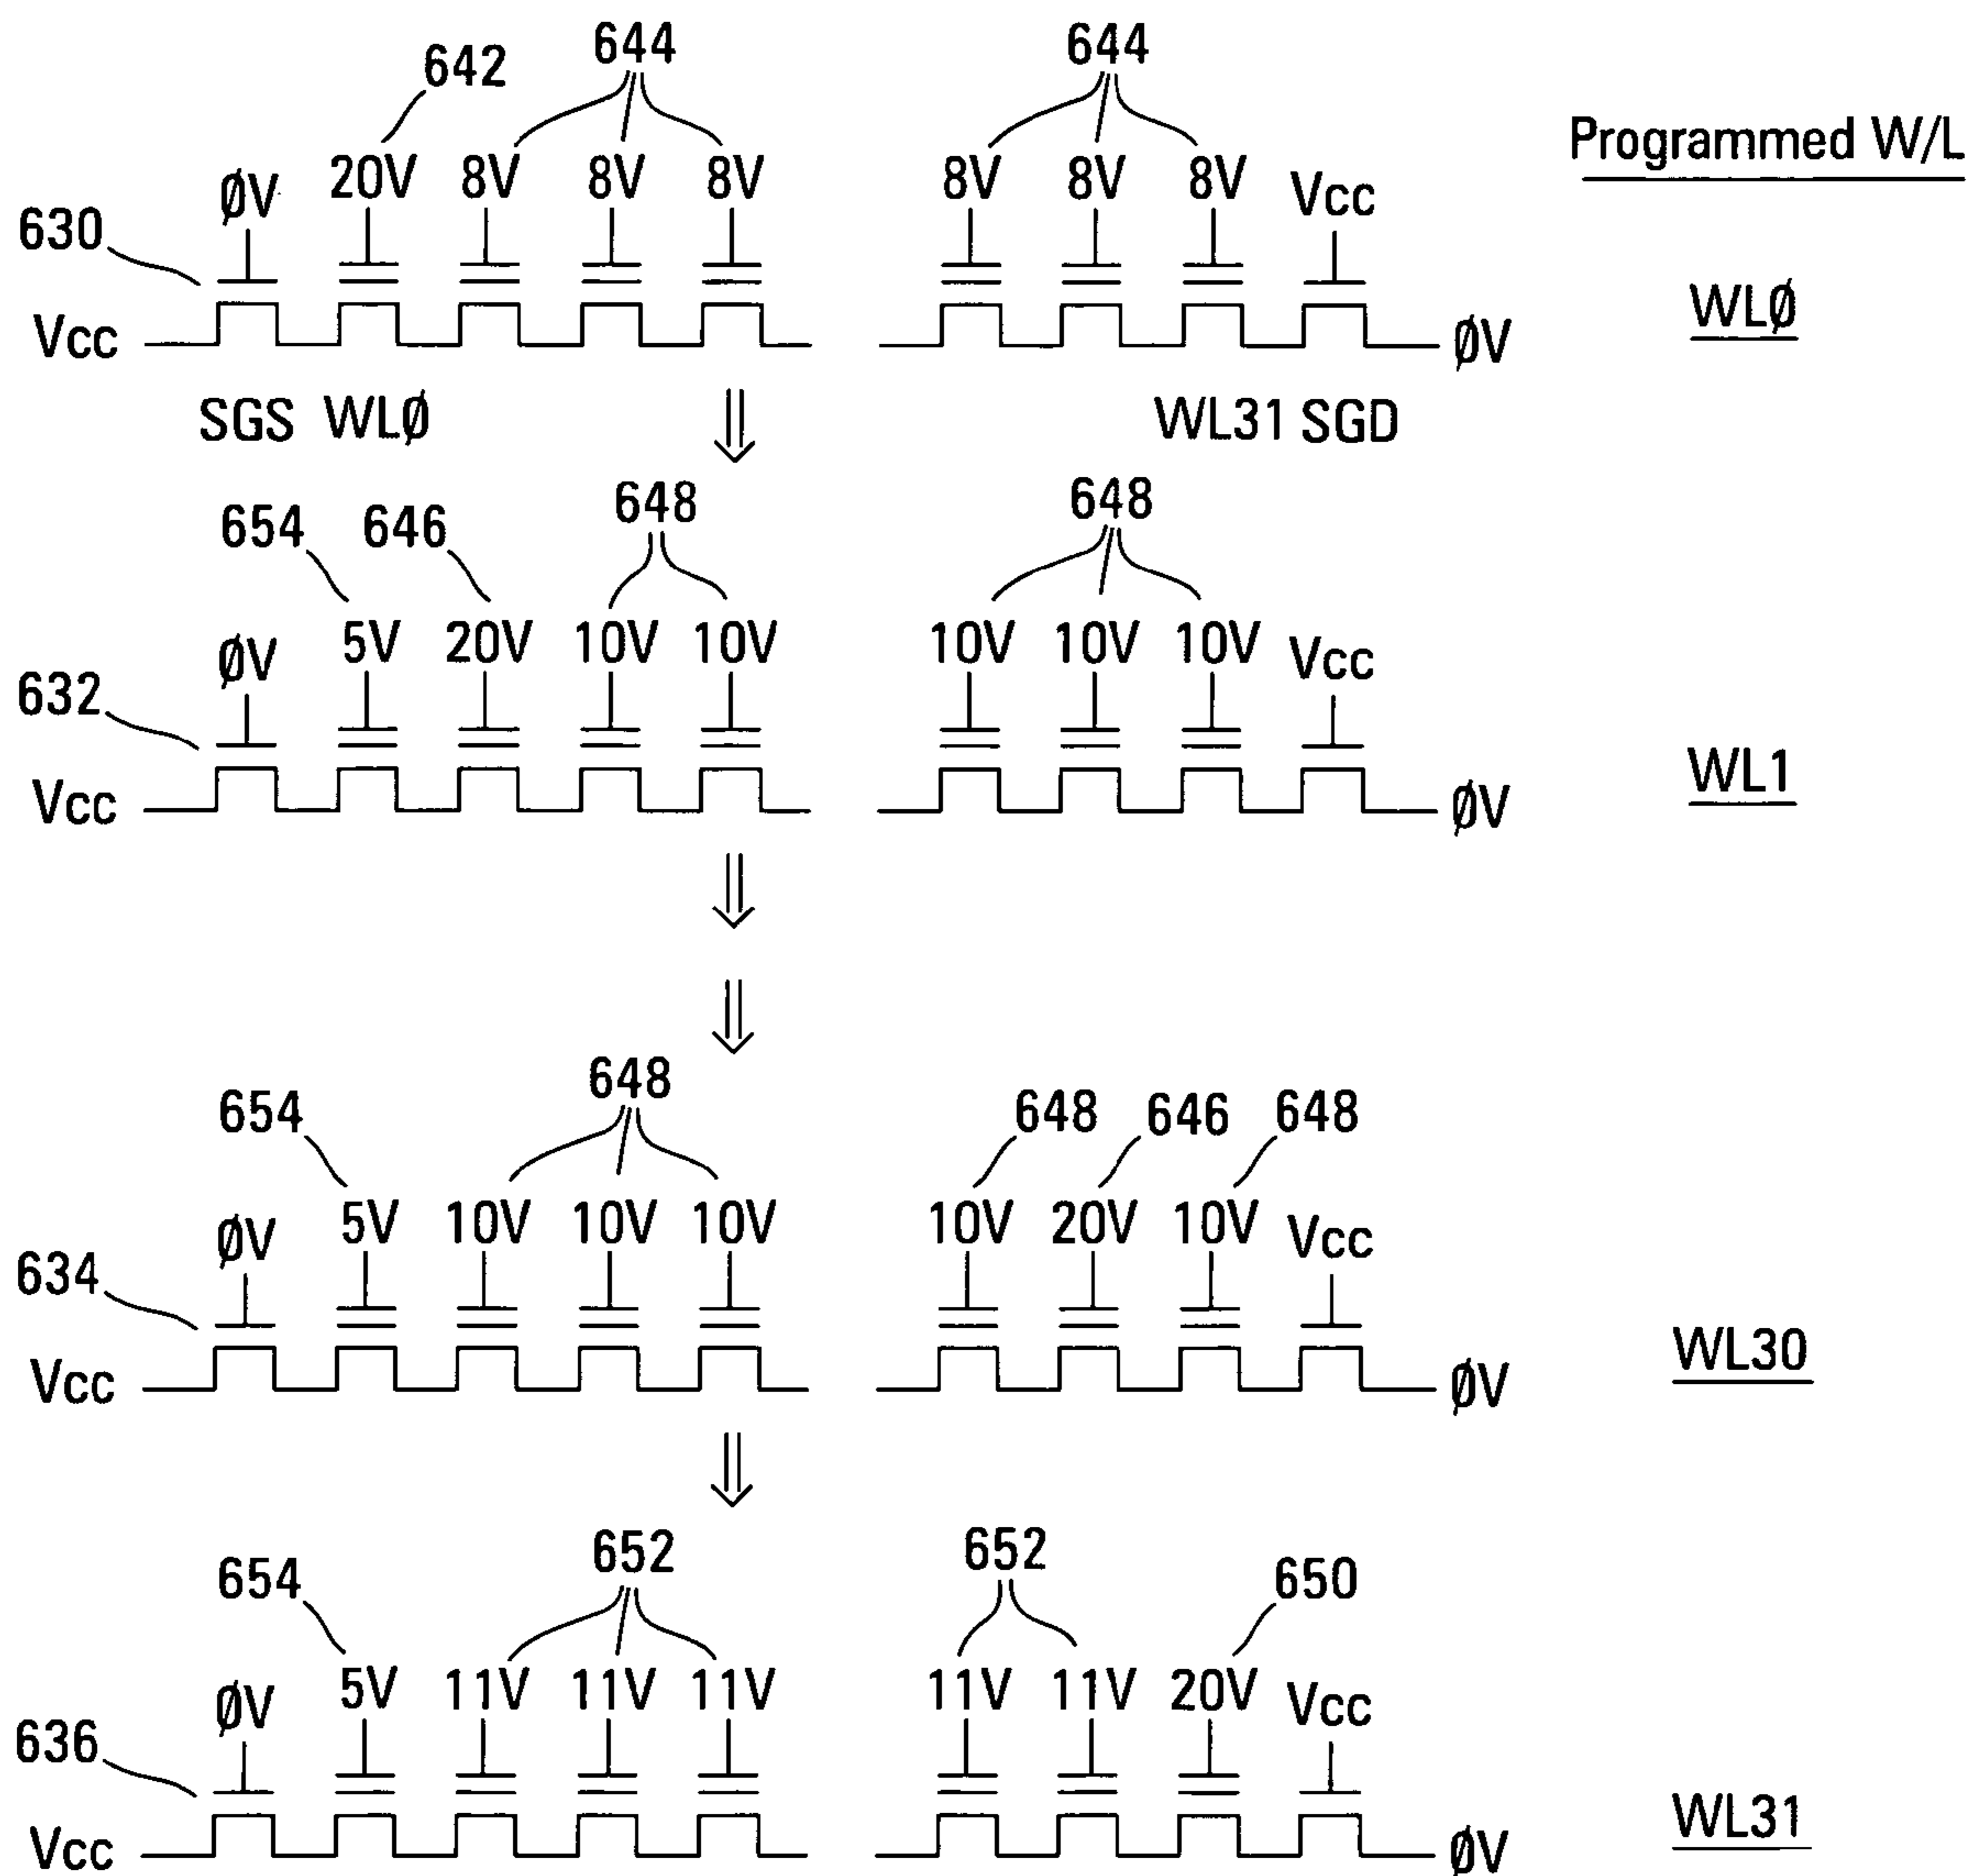 642 644 644
Programmed W/L
ØV 20V 8V 8V 8V 8V 8V 8V Vcc
630
Vcc ØV WLØ
SGS WLØ WL31 SGD
654 646 648 648
ØV 5V 20V 10V 10V 10V 10V 10V Vcc
632
Vcc ØV WL1
654 648 648 646 648
ØV 5V 10V 10V 10V 10V 20V 10V Vcc
634
Vcc ØV WL30
654 652 652 650
ØV 5V 11V 11V 11V 11V 11V 20V Vcc
636
Vcc ØV WL31